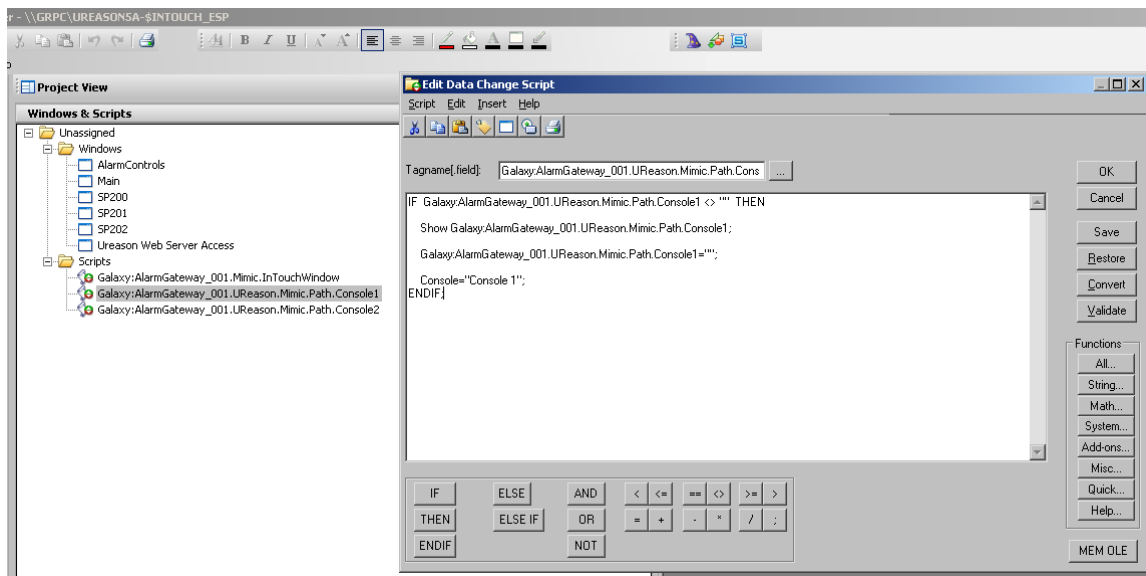 er - \\GRPC\UREASON5A-$INTOUCH_ESP
B I U A A A
Project View
Windows & Scripts
Unassigned
Windows
AlarmControls
Main
SP200
SP201
SP202
Ureason Web Server Access
Scripts
Galaxy:AlarmGateway_001.Mimic.InTouchWindow
Galaxy:AlarmGateway_001.UReason.Mimic.Path.Console1
Galaxy:AlarmGateway_001.UReason.Mimic.Path.Console2
Edit Data Change Script
Script Edit Insert Help
Tagname[.field]: Galaxy:AlarmGateway_001.UReason.Mimic.Path.Cons ...
IF Galaxy:AlarmGateway_001.UReason.Mimic.Path.Console1 <> "" THEN
Show Galaxy:AlarmGateway_001.UReason.Mimic.Path.Console1;
Galaxy:AlarmGateway_001.UReason.Mimic.Path.Console1="";
Console="Console 1";
ENDIF;
OK
Cancel
Save
Restore
Convert
Validate
Functions
All...
String...
Math...
System...
Add-ons...
Misc...
Quick...
Help...
MEM OLE
IF ELSE AND < <= == <> >= >
THEN ELSE IF OR = + - * / ;
ENDIF NOT